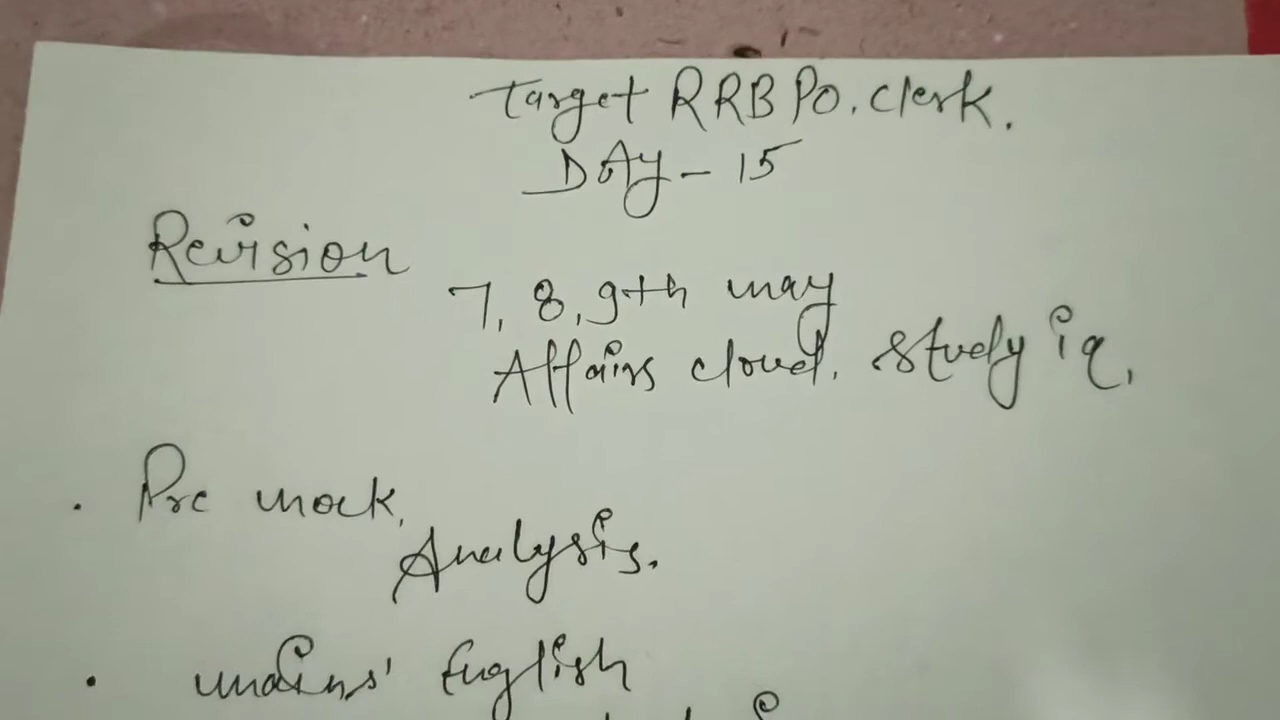 Target RRB PO. clerk.
DAy - 15
Revision
7, 8, 9th may
Affairs cloud. Study iq,
. Pre mock,
Analysis.
. mains' English